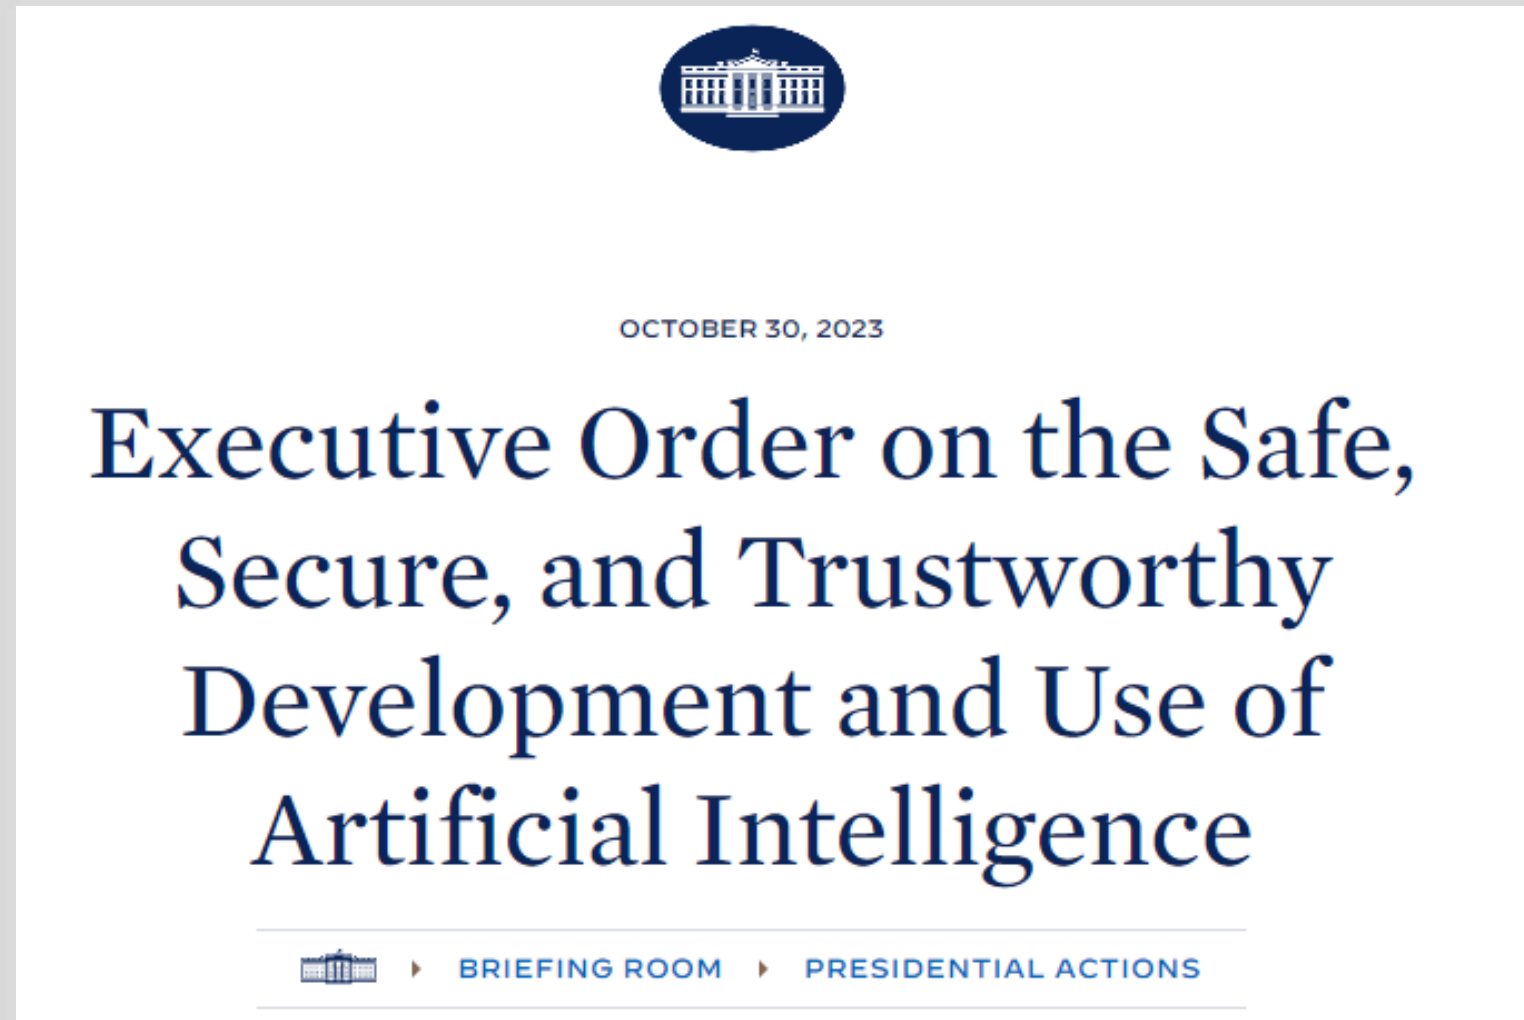 OCTOBER 30, 2023
Executive Order on the Safe,
Secure, and Trustworthy
Development and Use of
Artificial Intelligence
BRIEFING ROOM PRESIDENTIAL ACTIONS